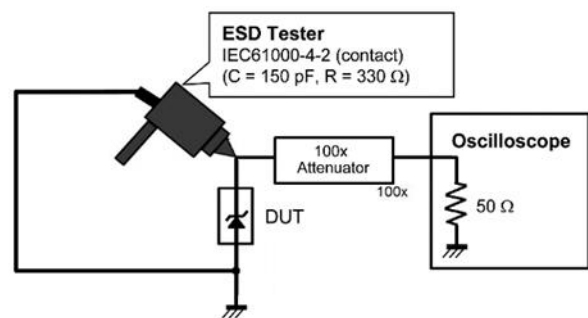 ESD Tester
IEC61000-4-2 (contact)
(C = 150 pF, R = 330 Ω)
100x
Attenuator
100x
Oscilloscope
50 Ω
DUT